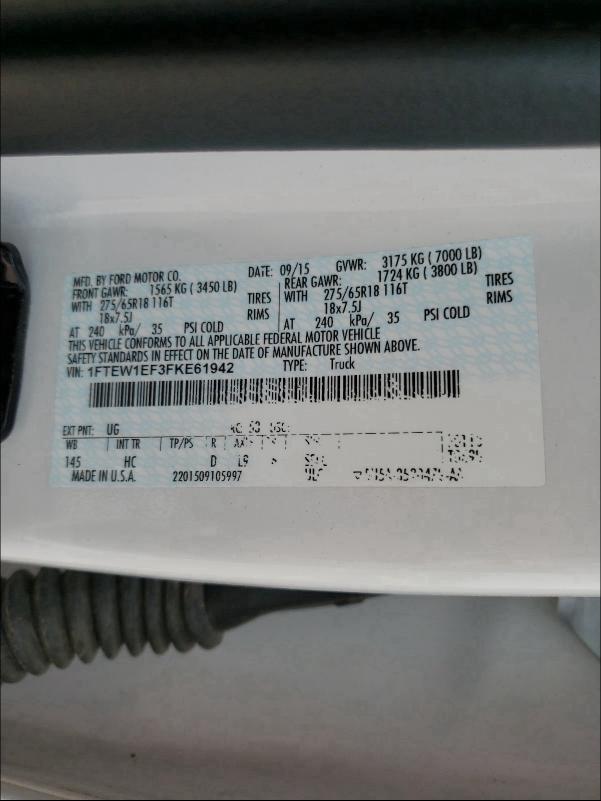 MFD. BY FORD MOTOR CO. DATE: 09/15 GVWR: 3175 KG ( 7000 LB)
FRONT GAWR: 1565 KG ( 3450 LB) REAR GAWR: 1724 KG ( 3800 LB)
WITH 275/65R18 116T TIRES WITH 275/65R18 116T TIRES
18x7.5J RIMS 18x7.5J RIMS
AT 240 kPa/ 35 PSI COLD AT 240 kPa/ 35 PSI COLD
THIS VEHICLE CONFORMS TO ALL APPLICABLE FEDERAL MOTOR VEHICLE
SAFETY STANDARDS IN EFFECT ON THE DATE OF MANUFACTURE SHOWN ABOVE.
VIN: 1FTEW1EF3FKE61942 TYPE: Truck
EXT PNT: UG
WB INT TR TP/PS R
145 HC D L9
MADE IN U.S.A. 2201509105997